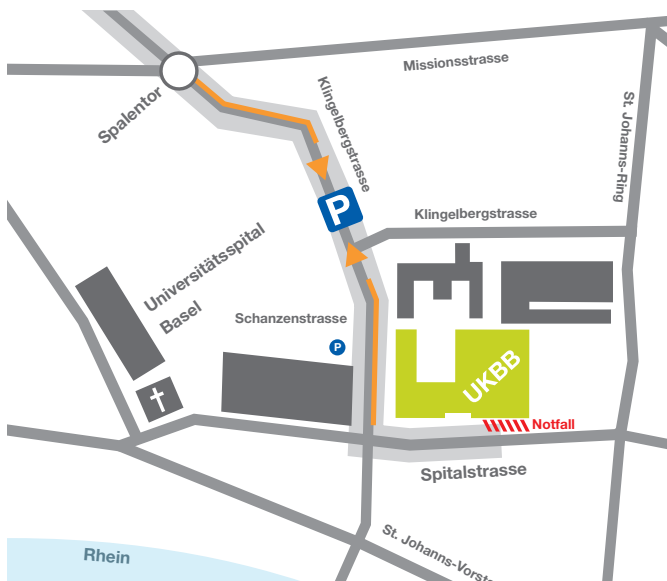 Missionsstrasse
Spalentor
Klingelbergstrasse
St. Johanns-Ring
P
Klingelbergstrasse
Universitätsspital
Basel
Schanzenstrasse
P
UKBB
Notfall
Spitalstrasse
St. Johanns-Vorst
Rhein